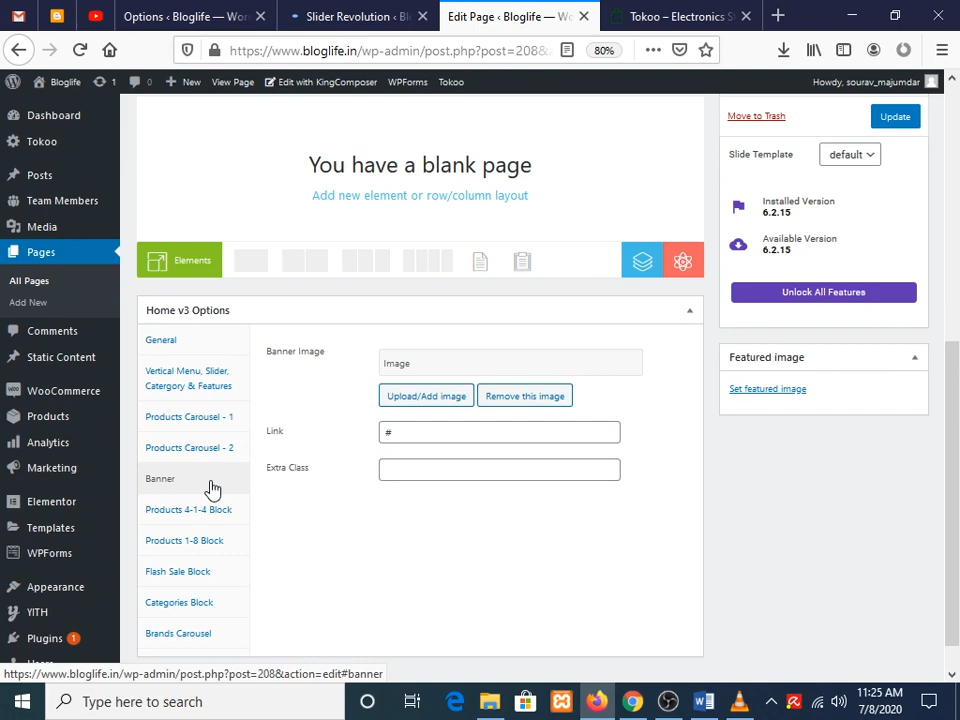 Options ‹ Bloglife — Wor
Slider Revolution ‹ Bl
Edit Page ‹ Bloglife — Wo
Tokoo – Electronics S
https://www.bloglife.in/wp-admin/post.php?post=208&
80%
Bloglife
1
0
New
View Page
Edit with KingComposer
WPForms
Tokoo
Howdy, sourav_majumdar
Dashboard
Tokoo
Posts
Team Members
Media
Pages
All Pages
Add New
Comments
Static Content
WooCommerce
Products
Analytics
Marketing
Elementor
Templates
WPForms
Appearance
YITH
Plugins 1
You have a blank page
Add new element or row/column layout
Elements
Home v3 Options
General
Vertical Menu, Slider,
Catergory & Features
Products Carousel - 1
Products Carousel - 2
Banner
Products 4-1-4 Block
Products 1-8 Block
Flash Sale Block
Categories Block
Brands Carousel
Banner Image
Image
Upload/Add image
Remove this image
Link
#
Extra Class
Move to Trash
Update
Slide Template
default
Installed Version
6.2.15
Available Version
6.2.15
Unlock All Features
Featured image
Set featured image
https://www.bloglife.in/wp-admin/post.php?post=208&action=edit#banner
Type here to search
11:25 AM
7/8/2020